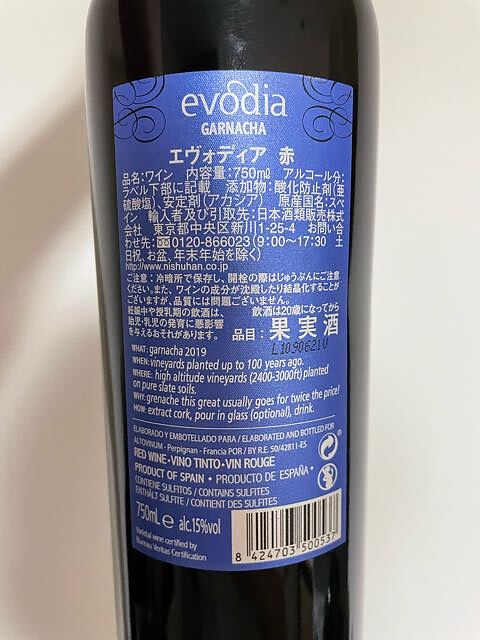 evodia
GARNACHA
エヴォディア 赤
品名:ワイン 内容量:750mℓ アルコール分:
ラベル下部に記載 添加物:酸化防止剤(亜
硫酸塩)、安定剤(アカシア) 原産国名:スペ
イン 輸入者及び引取先:日本酒類販売株式
会社 東京都中央区新川1-25-4 お問い合
わせ先:0120-866023(9:00〜17:30 土
日祝、お盆、年末年始を除く)
http://www.nishuhan.co.jp
ご注意:冷暗所で保存し、開栓の際はじゅうぶんにご注意
ください。また、ワインの成分が沈殿したり結晶化することが
ございますが、品質には問題ございません。
妊娠中や授乳期の飲酒は、 飲酒は20歳になってから
胎児・乳児の発育に悪影響
を与えるおそれがあります。 品目:果実酒
L1090621V
WHAT: garnacha 2019
WHEN: vineyards planted up to 100 years ago.
WHERE: high altitude vineyards (2400-3000ft) planted
on pure slate soils.
WHY: grenache this great usually goes for twice the price!
HOW: extract cork, pour in glass (optional), drink.
ELABORADO Y EMBOTELLADO PARA / ELABORATED AND BOTTLED FOR
ALTOVINUM - Perpignan - Francia POR / BY R.E. 50/42811-ES
RED WINE · VINO TINTO · VIN ROUGE
PRODUCT OF SPAIN • PRODUCTO DE ESPAÑA •
CONTIENE SULFITOS / CONTAINS SULFITES
ENTHÄLT SULFITE / CONTIENT DES SULFITES
750mL e alc.15%vol
Varietal wine certified by
Bureau Veritas Certification
8 424703 500537